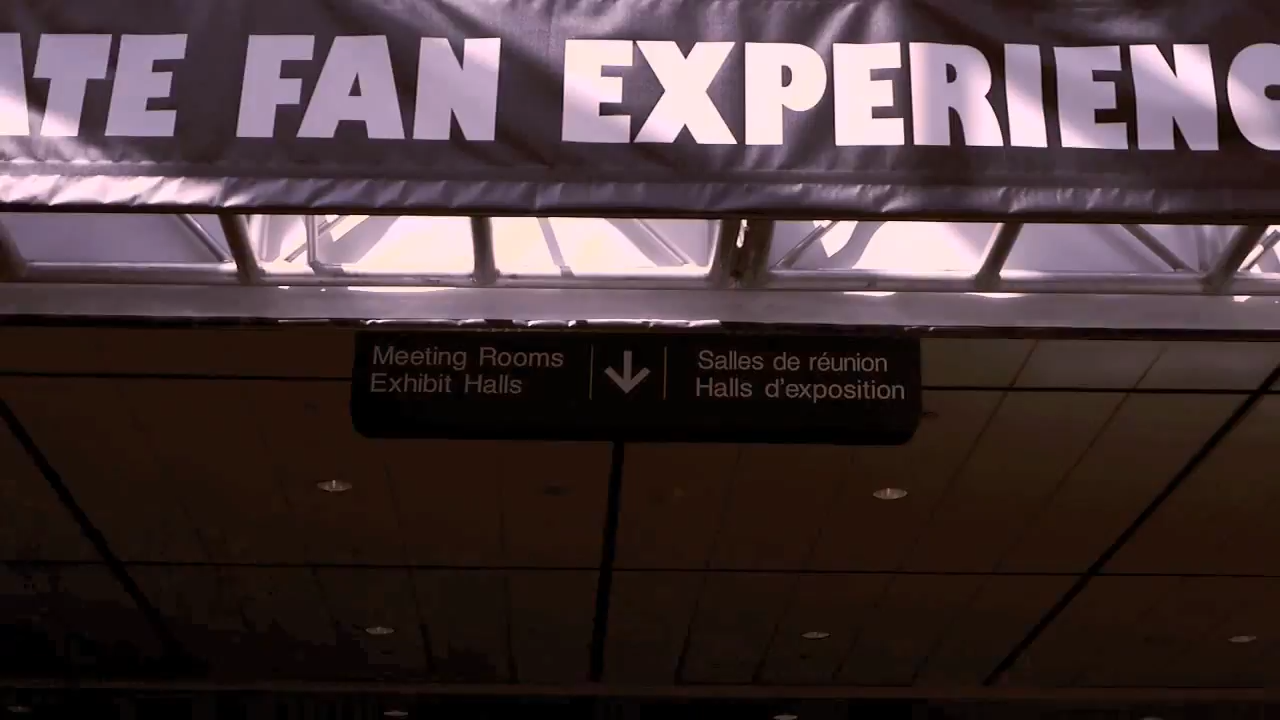 ATE FAN EXPERIENC
Meeting Rooms
Exhibit Halls
Salles de réunion
Halls d'exposition